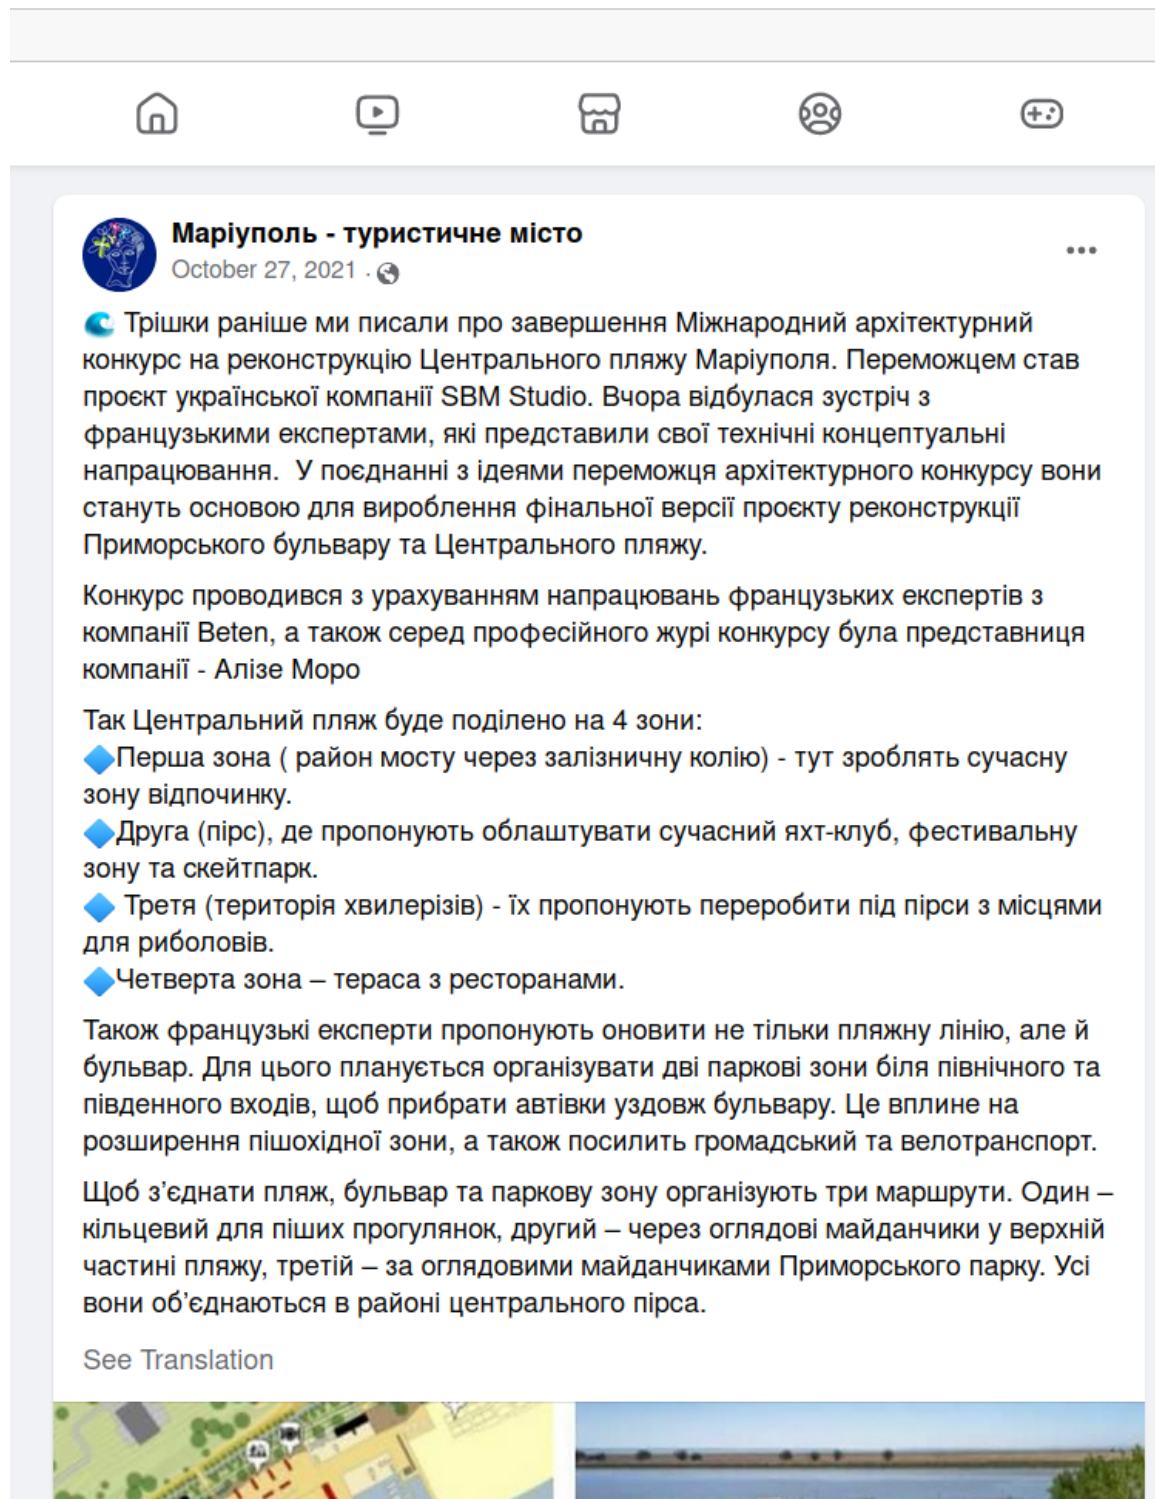 Маріуполь - туристичне місто
October 27, 2021 ·
🌊 Трішки раніше ми писали про завершення Міжнародний архітектурний
конкурс на реконструкцію Центрального пляжу Маріуполя. Переможцем став
проєкт української компанії SBM Studio. Вчора відбулася зустріч з
французькими експертами, які представили свої технічні концептуальні
напрацювання.  У поєднанні з ідеями переможця архітектурного конкурсу вони
стануть основою для вироблення фінальної версії проєкту реконструкції
Приморського бульвару та Центрального пляжу.
Конкурс проводився з урахуванням напрацювань французьких експертів з
компанії Beten, а також серед професійного журі конкурсу була представниця
компанії - Алізе Моро
Так Центральний пляж буде поділено на 4 зони:
🔷Перша зона ( район мосту через залізничну колію) - тут зроблять сучасну
зону відпочинку.
🔷Друга (пірс), де пропонують облаштувати сучасний яхт-клуб, фестивальну
зону та скейтпарк.
🔷 Третя (територія хвилерізів) - їх пропонують переробити під пірси з місцями
для риболовів.
🔷Четверта зона – тераса з ресторанами.
Також французькі експерти пропонують оновити не тільки пляжну лінію, але й
бульвар. Для цього планується організувати дві паркові зони біля північного та
південного входів, щоб прибрати автівки уздовж бульвару. Це вплине на
розширення пішохідної зони, а також посилить громадський та велотранспорт.
Щоб з’єднати пляж, бульвар та паркову зону організують три маршрути. Один –
кільцевий для піших прогулянок, другий – через оглядові майданчики у верхній
частині пляжу, третій – за оглядовими майданчиками Приморського парку. Усі
вони об’єднаються в районі центрального пірса.
See Translation